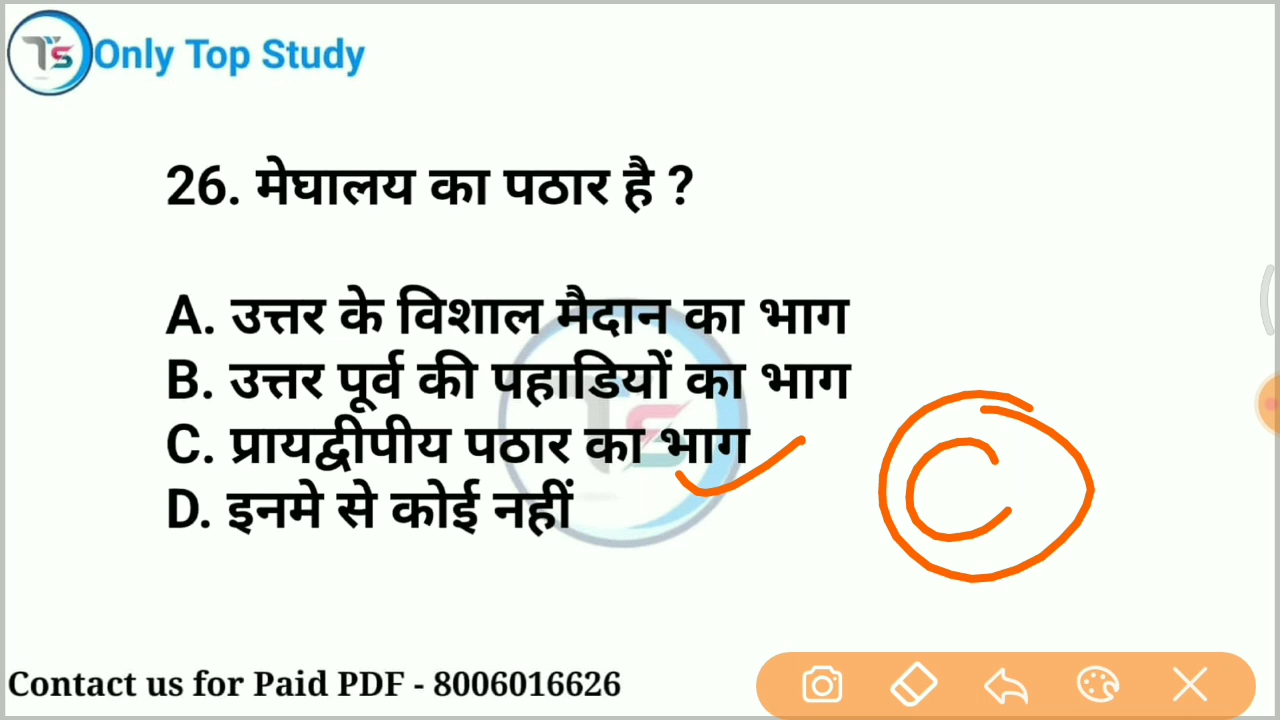 TS Only Top Study
26. मेघालय का पठार है ?
A. उत्तर के विशाल मैदान का भाग
B. उत्तर पूर्व की पहाडियों का भाग
C. प्रायद्वीपीय पठार का भाग
D. इनमे से कोई नहीं
C
Contact us for Paid PDF - 8006016626